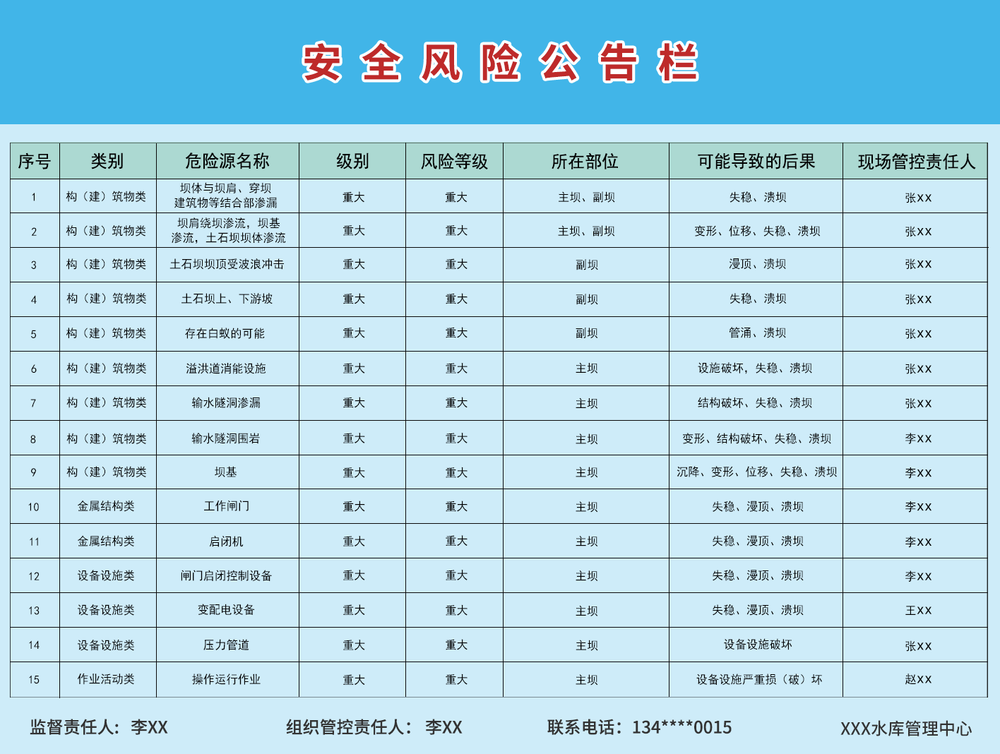 安全风险公告栏
序号 类别 危险源名称 级别 风险等级 所在部位 可能导致的后果 现场管控责任人
1 构（建）筑物类 坝体与坝肩、穿坝 重大 重大 主坝、副坝 失稳、溃坝 张XX
建筑物等结合部渗漏
2 构（建）筑物类 坝肩绕坝渗流，坝基 重大 重大 主坝、副坝 变形、位移、失稳、溃坝 张XX
渗流，土石坝坝体渗流
3 构（建）筑物类 土石坝坝顶受波浪冲击 重大 重大 副坝 漫顶、溃坝 张XX
4 构（建）筑物类 土石坝上、下游坡 重大 重大 副坝 失稳、溃坝 张XX
5 构（建）筑物类 存在白蚁的可能 重大 重大 副坝 管涌、溃坝 张XX
6 构（建）筑物类 溢洪道消能设施 重大 重大 主坝 设施破坏，失稳、溃坝 张XX
7 构（建）筑物类 输水隧洞渗漏 重大 重大 主坝 结构破坏、失稳、溃坝 张XX
8 构（建）筑物类 输水隧洞围岩 重大 重大 主坝 变形、结构破坏、失稳、溃坝 李XX
9 构（建）筑物类 坝基 重大 重大 主坝 沉降、变形、位移、失稳、溃坝 李XX
10 金属结构类 工作闸门 重大 重大 主坝 失稳、漫顶、溃坝 李XX
11 金属结构类 启闭机 重大 重大 主坝 失稳、漫顶、溃坝 李XX
12 设备设施类 闸门启闭控制设备 重大 重大 主坝 失稳、漫顶、溃坝 李XX
13 设备设施类 变配电设备 重大 重大 主坝 失稳、漫顶、溃坝 王XX
14 设备设施类 压力管道 重大 重大 主坝 设备设施破坏 张XX
15 作业活动类 操作运行作业 重大 重大 主坝 设备设施严重损（破）坏 赵XX
监督责任人：李XX 组织管控责任人：李XX 联系电话：134****0015 XXX水库管理中心